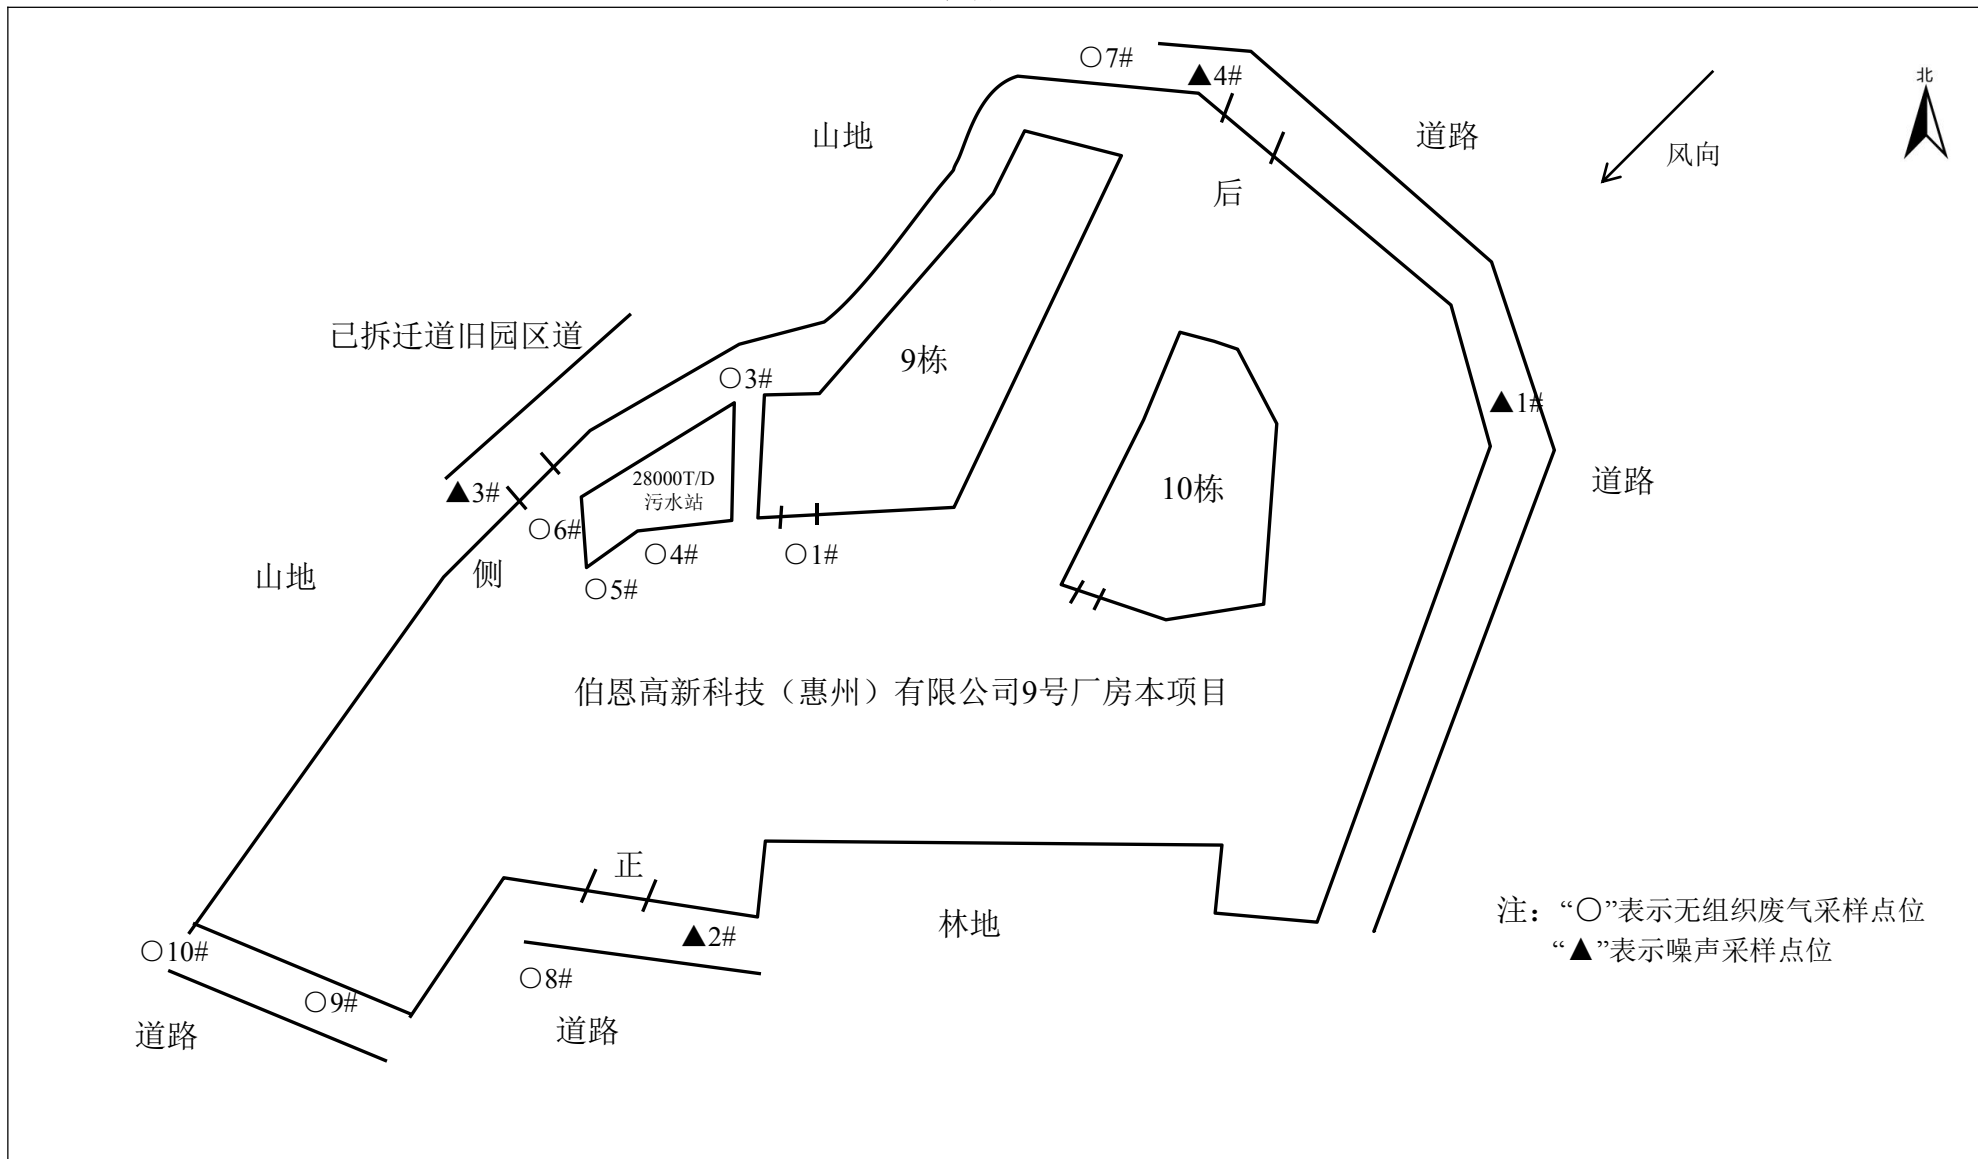 ○7#
▲4#
北
山地
道路
风向
后
已拆迁道旧园区道
9栋
○3#
▲1#
28000T/D
污水站
▲3#
10栋
道路
○6#
○4#
○1#
山地
侧
○5#
伯恩高新科技（惠州）有限公司9号厂房本项目
正
注：“○”表示无组织废气采样点位
“▲”表示噪声采样点位
林地
▲2#
○10#
○8#
○9#
道路
道路